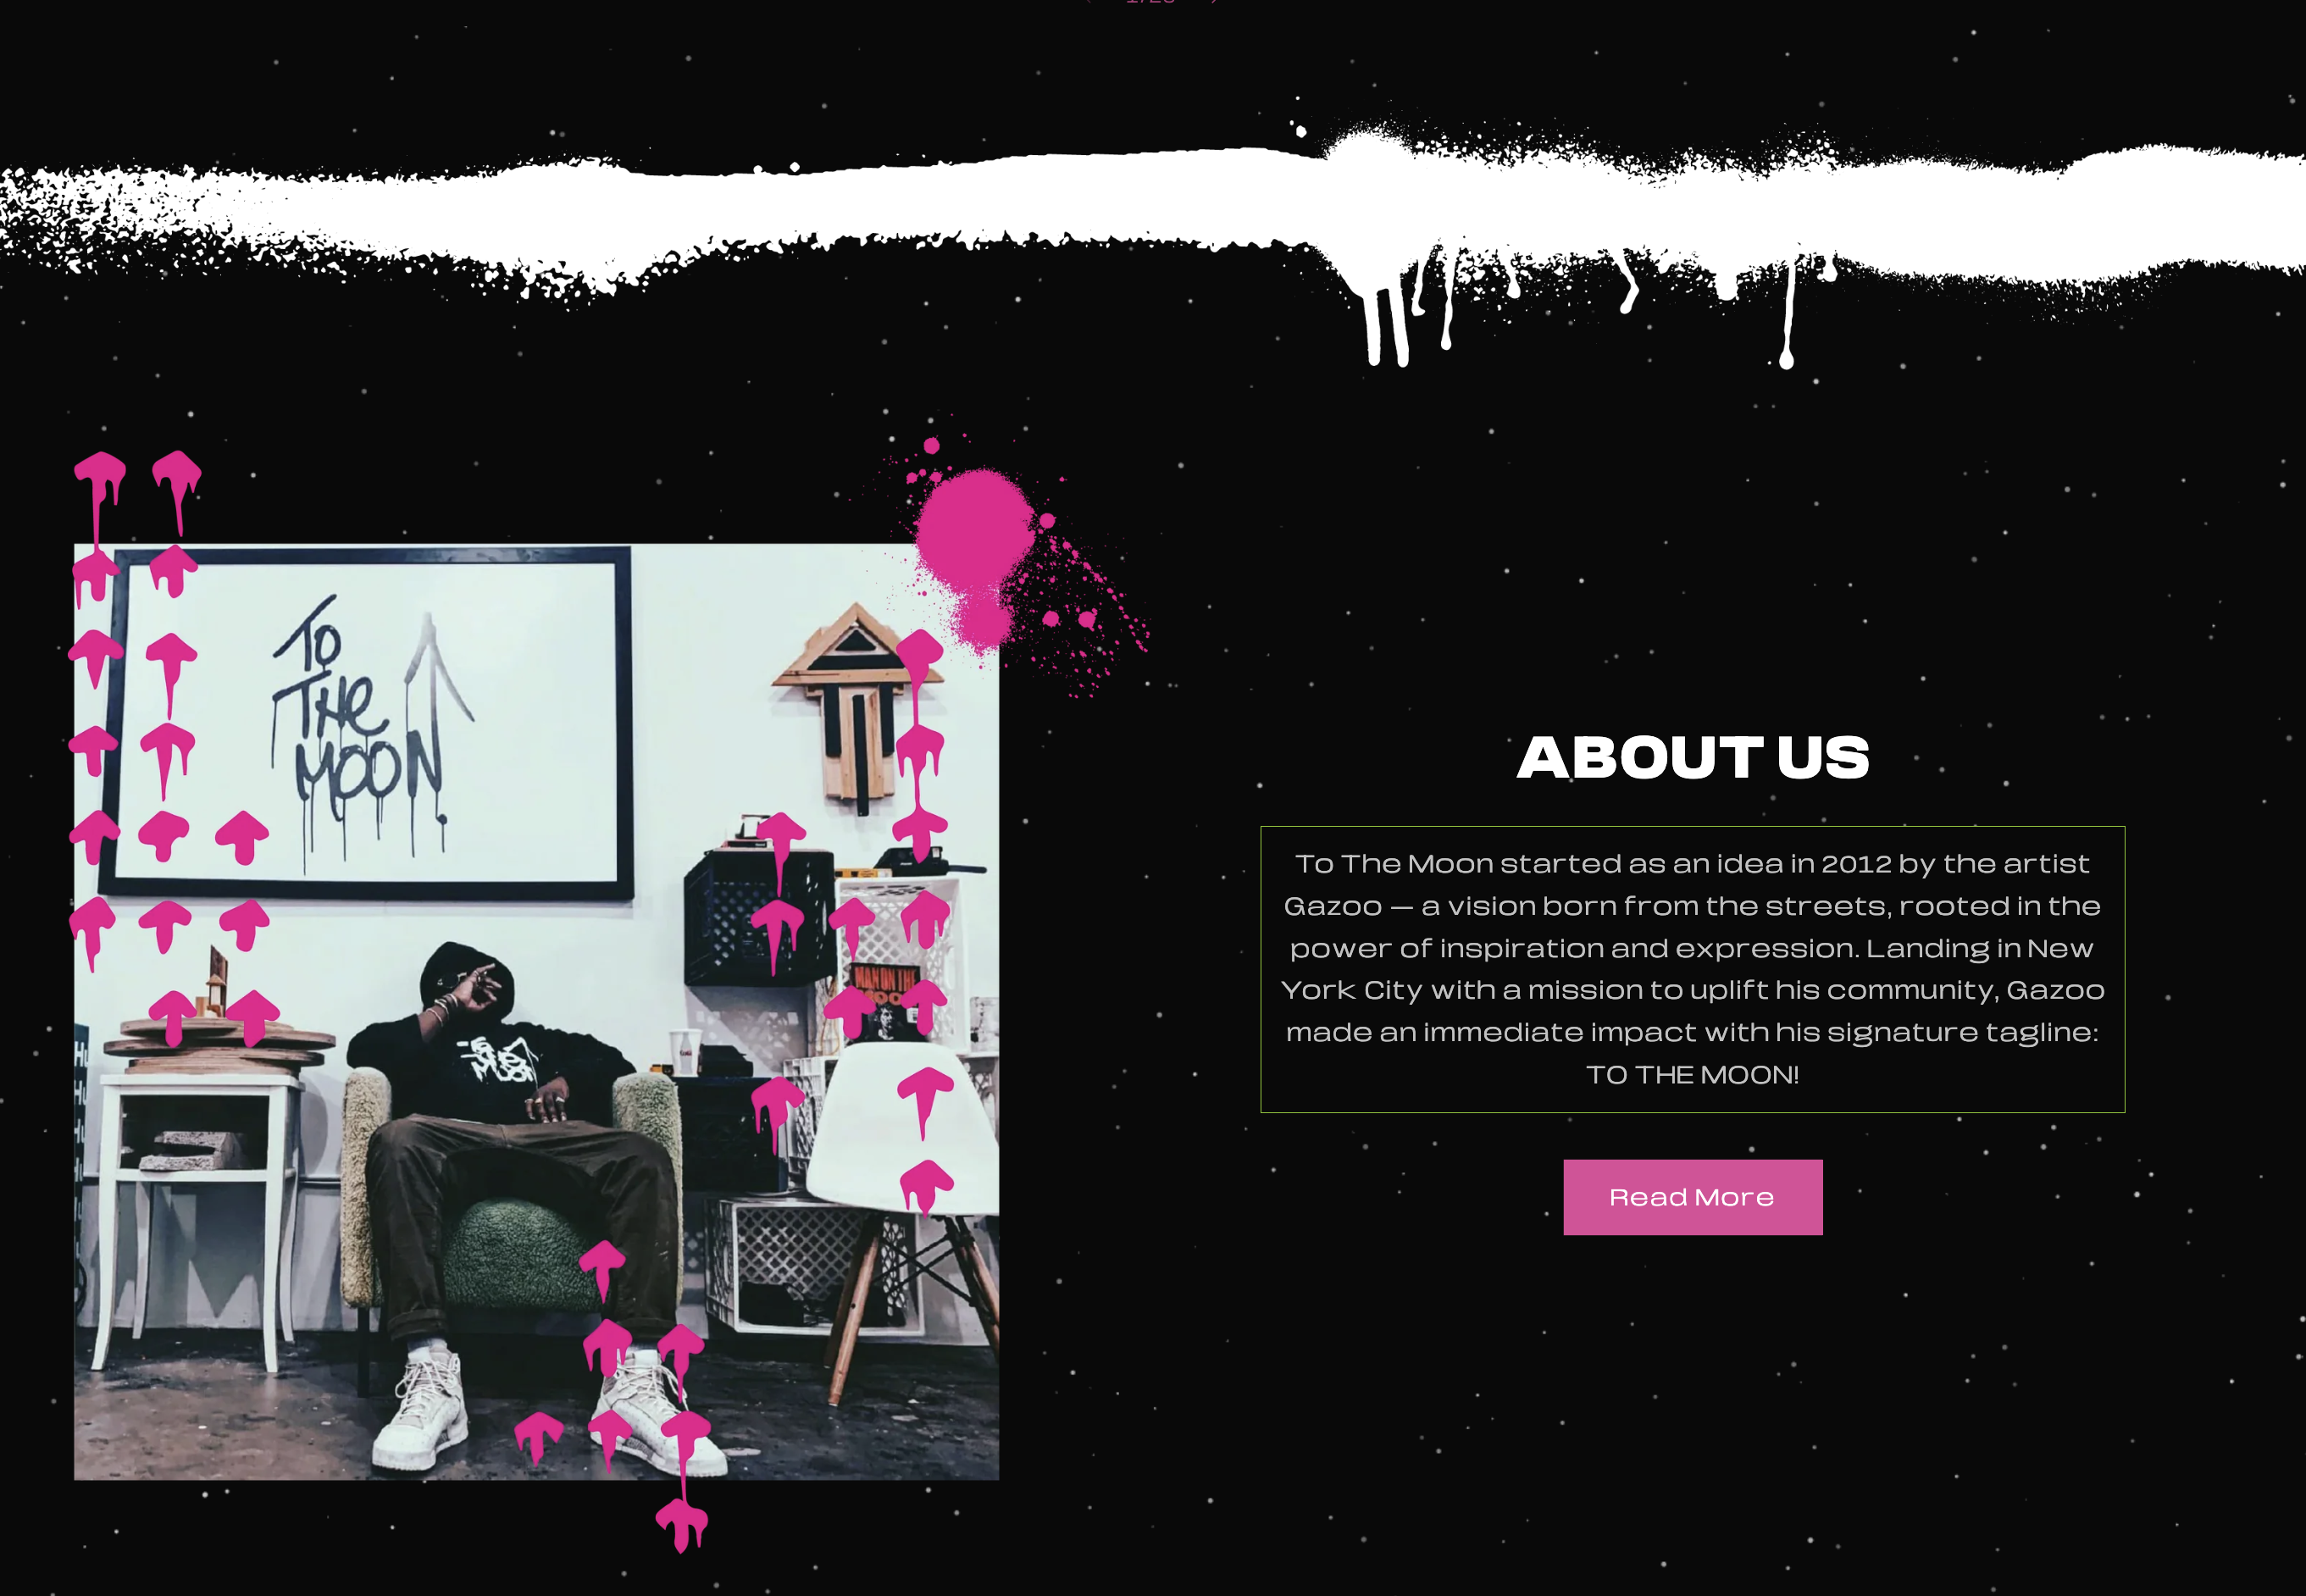 TO
THE
MOON
MAN ON THE
TO
THE
MOON
ABOUT US
To The Moon started as an idea in 2012 by the artist
Gazoo — a vision born from the streets, rooted in the
power of inspiration and expression. Landing in New
York City with a mission to uplift his community, Gazoo
made an immediate impact with his signature tagline:
TO THE MOON!
Read More